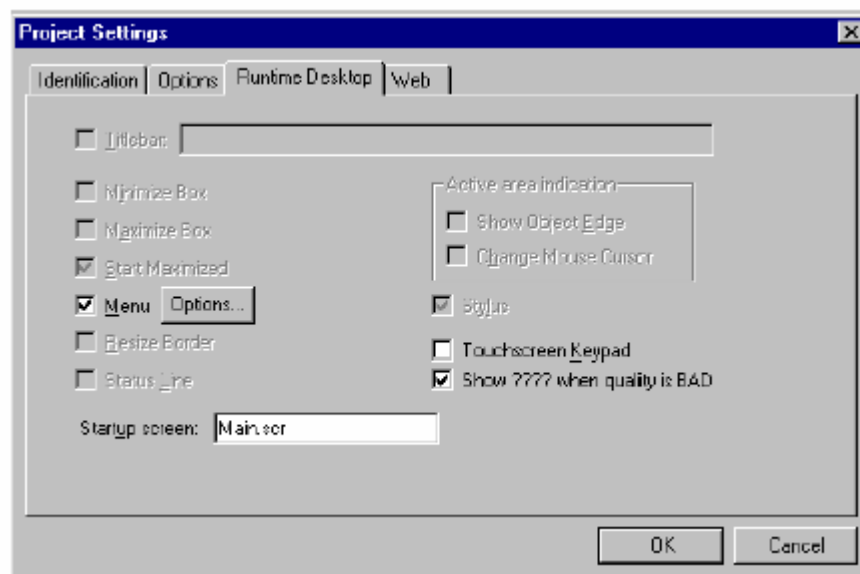 Project Settings
Identification Options Runtime Desktop Web
Titlebar:
Minimize Box
Maximize Box
Start Maximized
Menu Options...
Resize Border
Status Line
Startup screen: Main.scr
Active area indication
Show Object Edge
Change Mouse Cursor
Stylus
Touchscreen Keypad
Show ???? when quality is BAD
OK Cancel